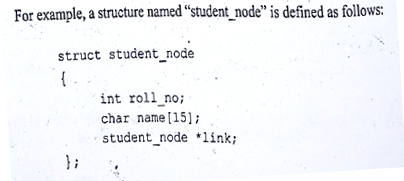 For example, a structure named “student_node” is defined as follows:
struct student_node
{
int roll_no;
char name[15];
student_node *link;
};